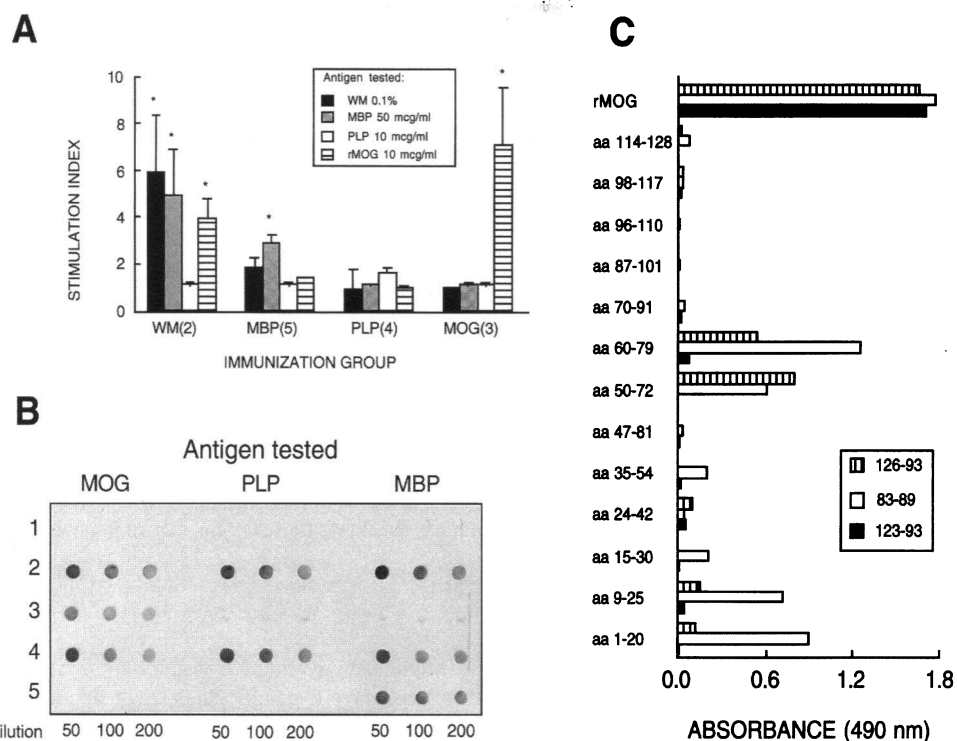 A
STIMULATION INDEX
10
8
6
4
2
0
Antigen tested:
WM 0.1%
MBP 50 mcg/ml
PLP 10 mcg/ml
rMOG 10 mcg/ml
*
*
*
*
*
WM(2)
MBP(5)
PLP(4)
MOG(3)
IMMUNIZATION GROUP
B
Antigen tested
MOG
PLP
MBP
1
2
3
4
5
ilution
50 100 200
50 100 200
50 100 200
C
rMOG
aa 114-128
aa 98-117
aa 96-110
aa 87-101
aa 70-91
aa 60-79
aa 50-72
aa 47-81
aa 35-54
aa 24-42
aa 15-30
aa 9-25
aa 1-20
126-93
83-89
123-93
0.0 0.6 1.2 1.8
ABSORBANCE (490 nm)